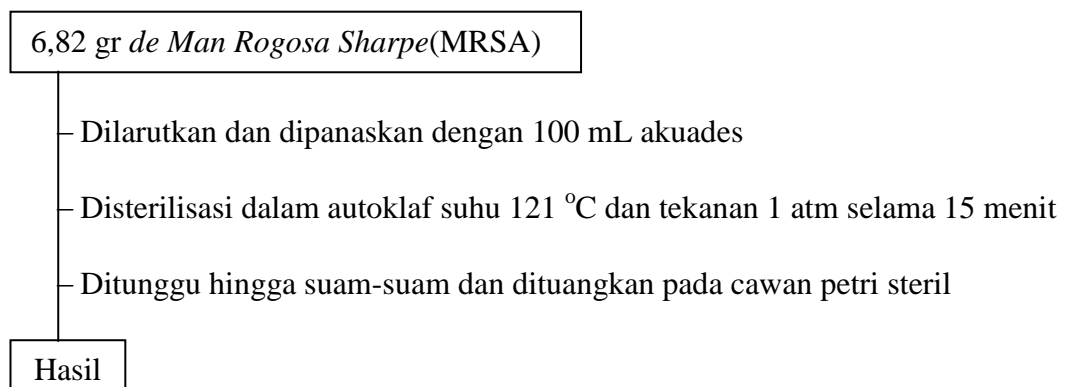 6,82 gr de Man Rogosa Sharpe(MRSA)
– Dilarutkan dan dipanaskan dengan 100 mL akuades
– Disterilisasi dalam autoklaf suhu 121 °C dan tekanan 1 atm selama 15 menit
– Ditunggu hingga suam-suam dan dituangkan pada cawan petri steril
Hasil